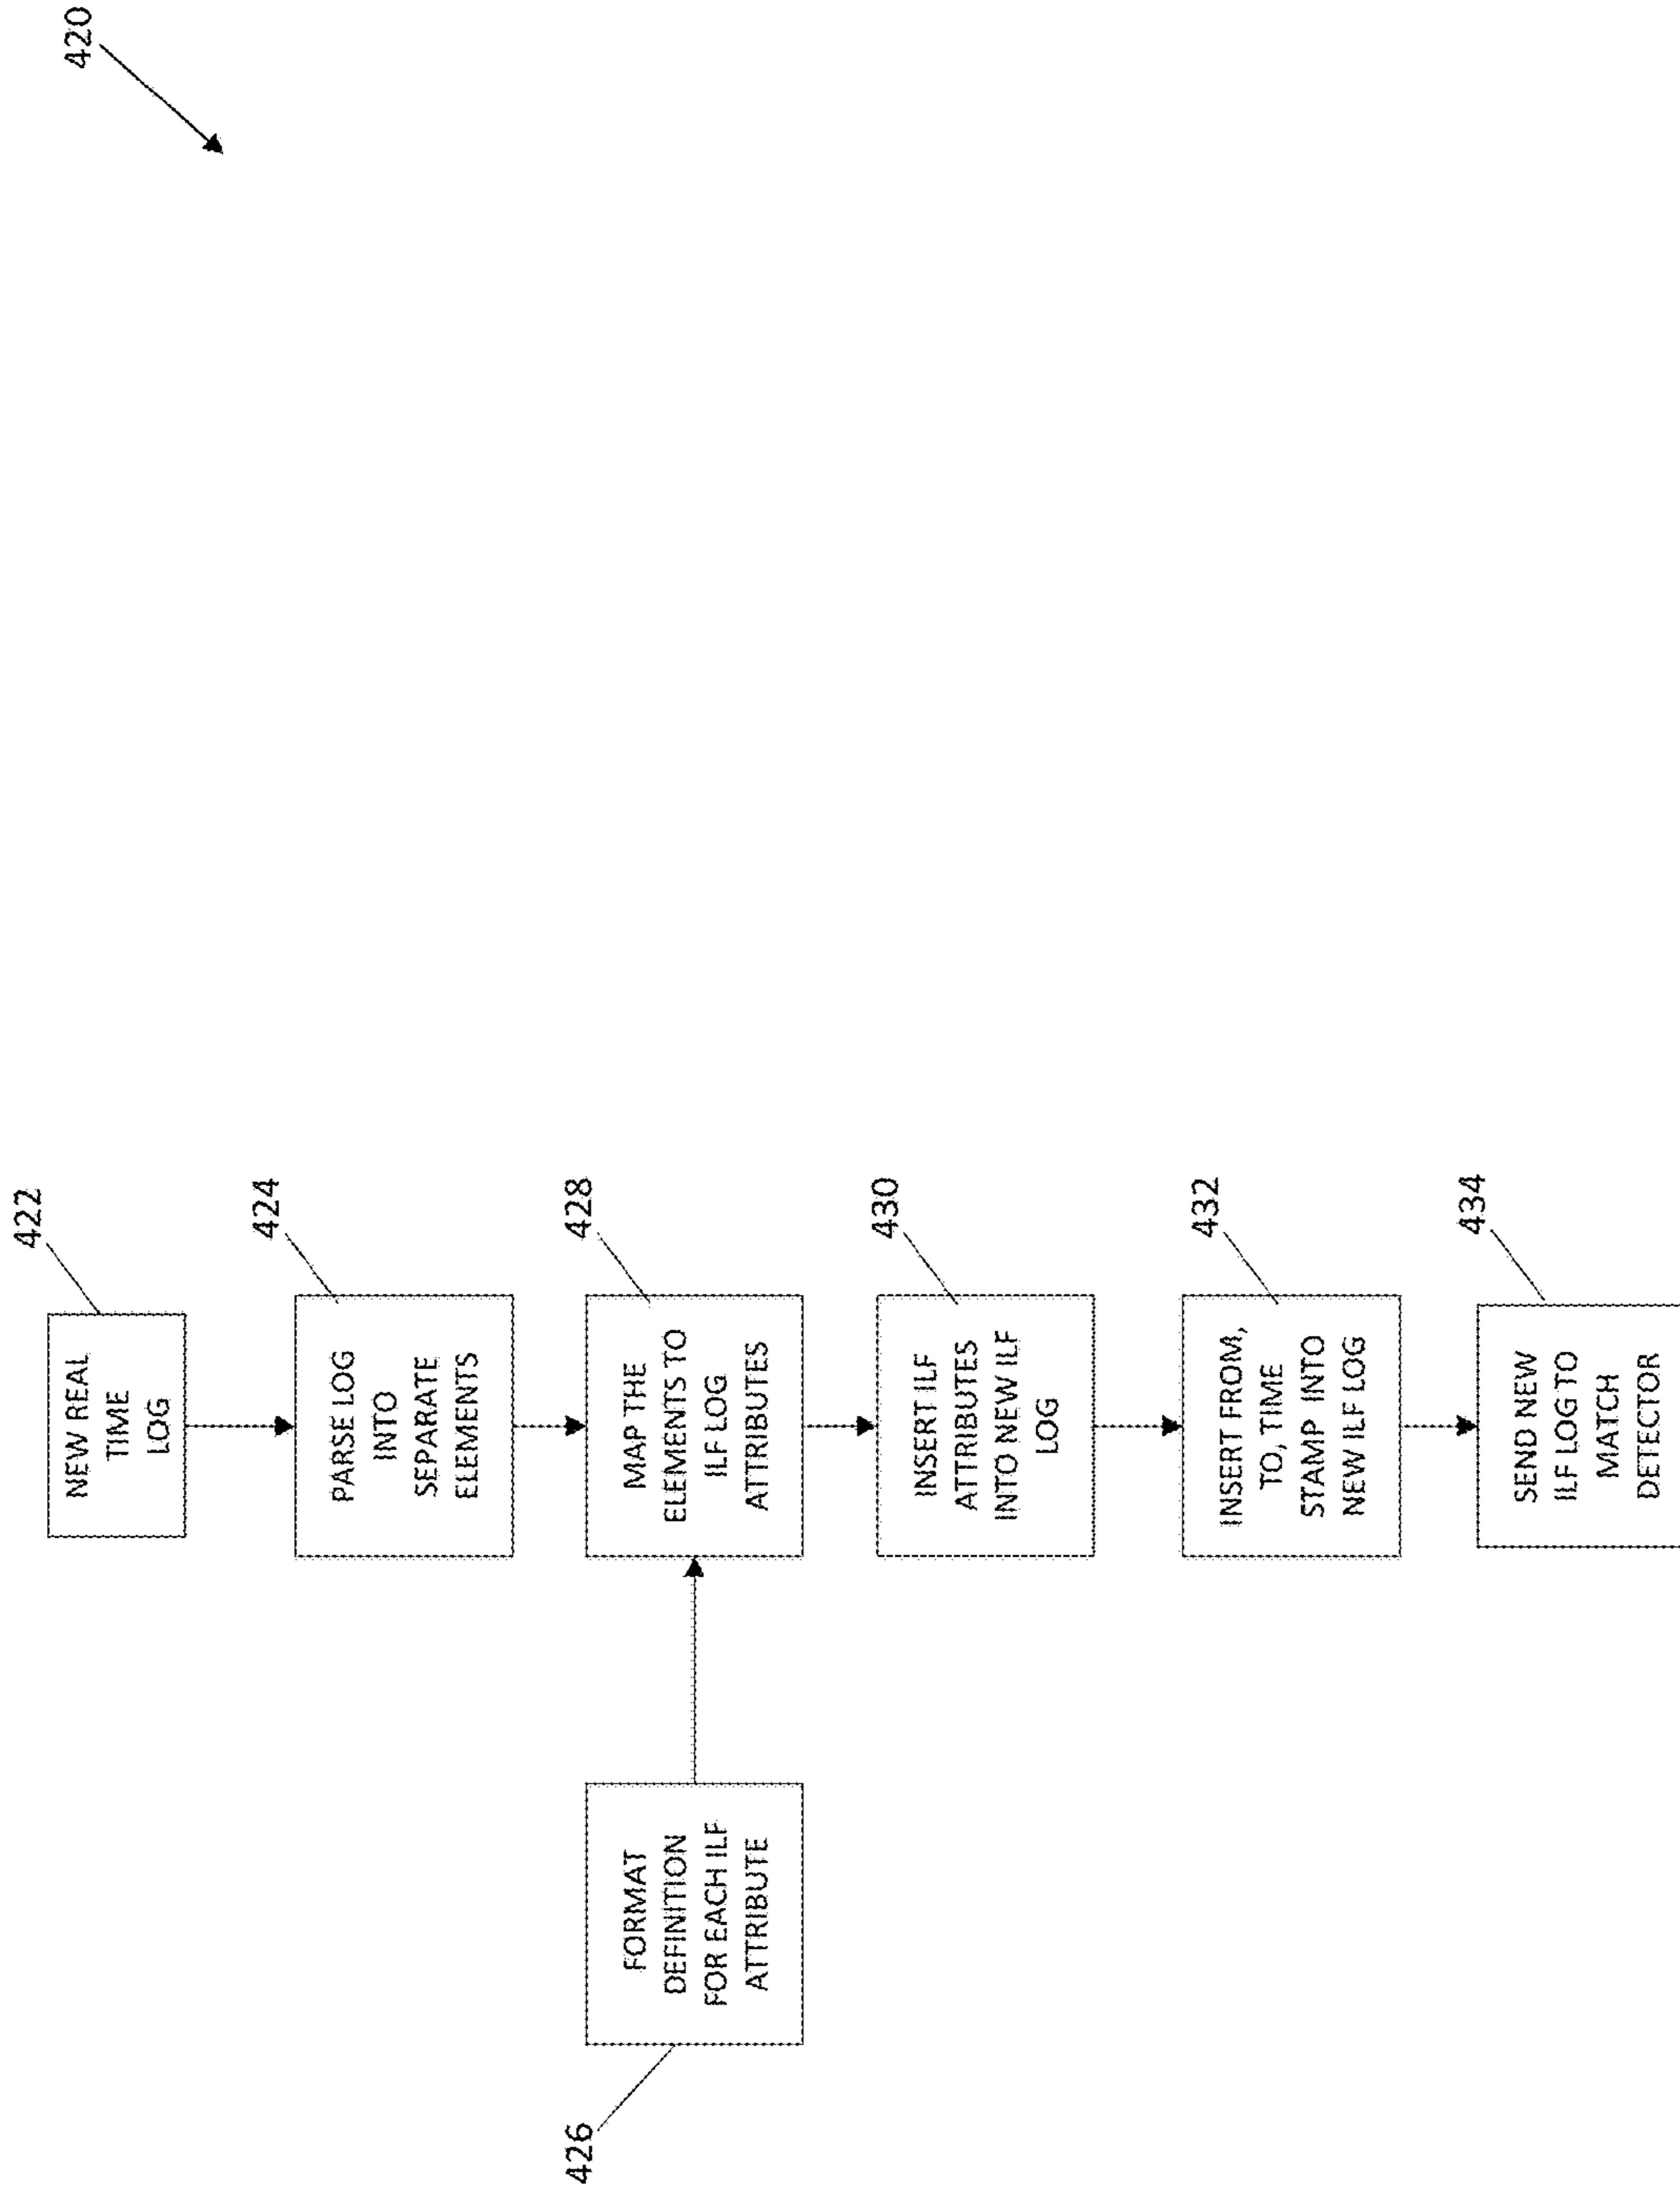 420
422
NEW REAL
TIME
LOG
424
PARSE LOG
INTO
SEPARATE
ELEMENTS
426
FORMAT
DEFINITION
FOR EACH ILF
ATTRIBUTE
428
MAP THE
ELEMENTS TO
ILF LOG
ATTRIBUTES
430
INSERT ILF
ATTRIBUTES
INTO NEW ILF
LOG
432
INSERT FROM,
TO, TIME
STAMP INTO
NEW ILF LOG
434
SEND NEW
ILF LOG TO
MATCH
DETECTOR